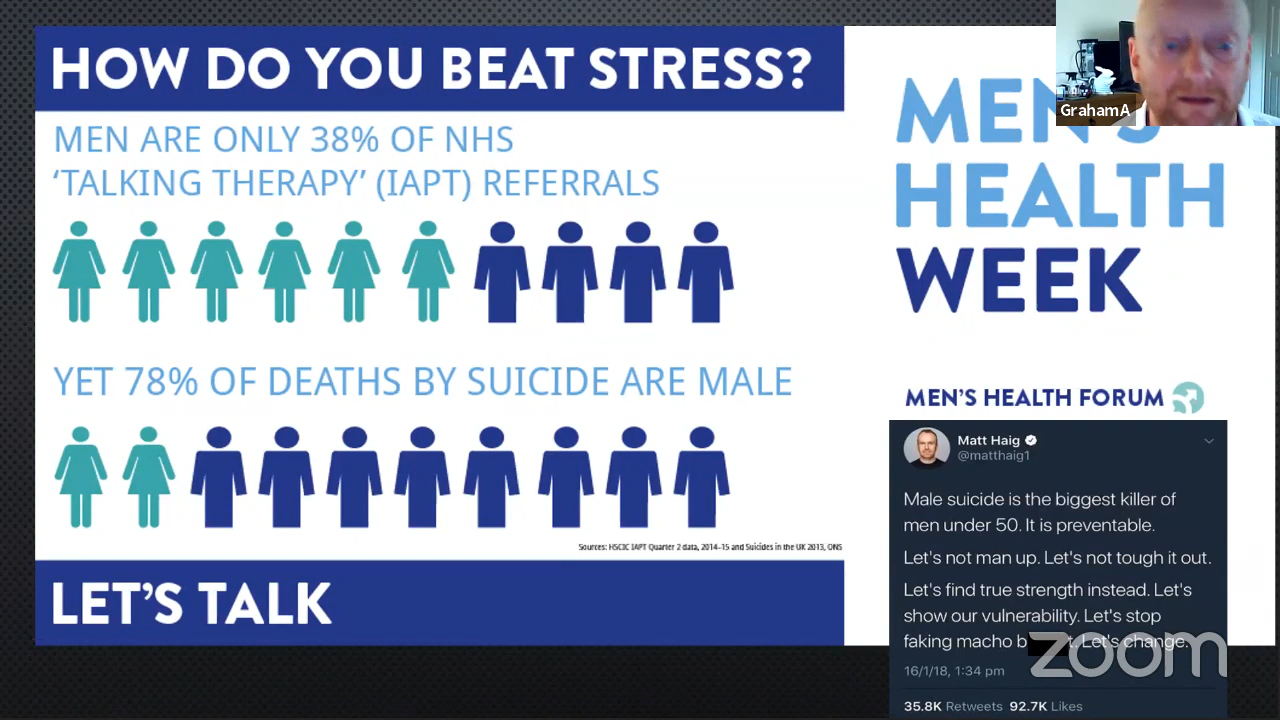 HOW DO YOU BEAT STRESS?
MEN ARE ONLY 38% OF NHS
‘TALKING THERAPY’ (IAPT) REFERRALS
YET 78% OF DEATHS BY SUICIDE ARE MALE
Sources: HSCIC IAPT Quarter 2 data, 2014-15 and Suicides in the UK 2013, ONS
LET’S TALK
GrahamA
MEN'S
HEALTH
WEEK
MEN’S HEALTH FORUM
Matt Haig
@matthaig1
Male suicide is the biggest killer of
men under 50. It is preventable.
Let's not man up. Let's not tough it out.
Let's find true strength instead. Let's
show our vulnerability. Let's stop
faking macho b t. Let's change.
zoom
16/1/18, 1:34 pm
35.8K Retweets 92.7K Likes